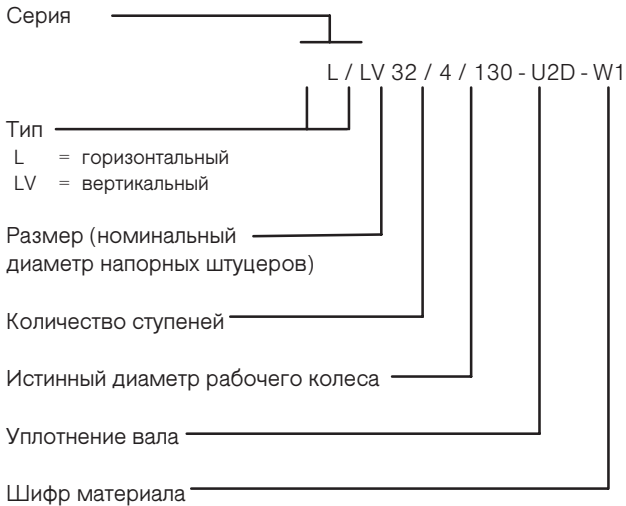 Серия
L / LV 32 / 4 / 130 - U2D - W1
Тип
L = горизонтальный
LV = вертикальный
Размер (номинальный
диаметр напорных штуцеров)
Количество ступеней
Истинный диаметр рабочего колеса
Уплотнение вала
Шифр материала